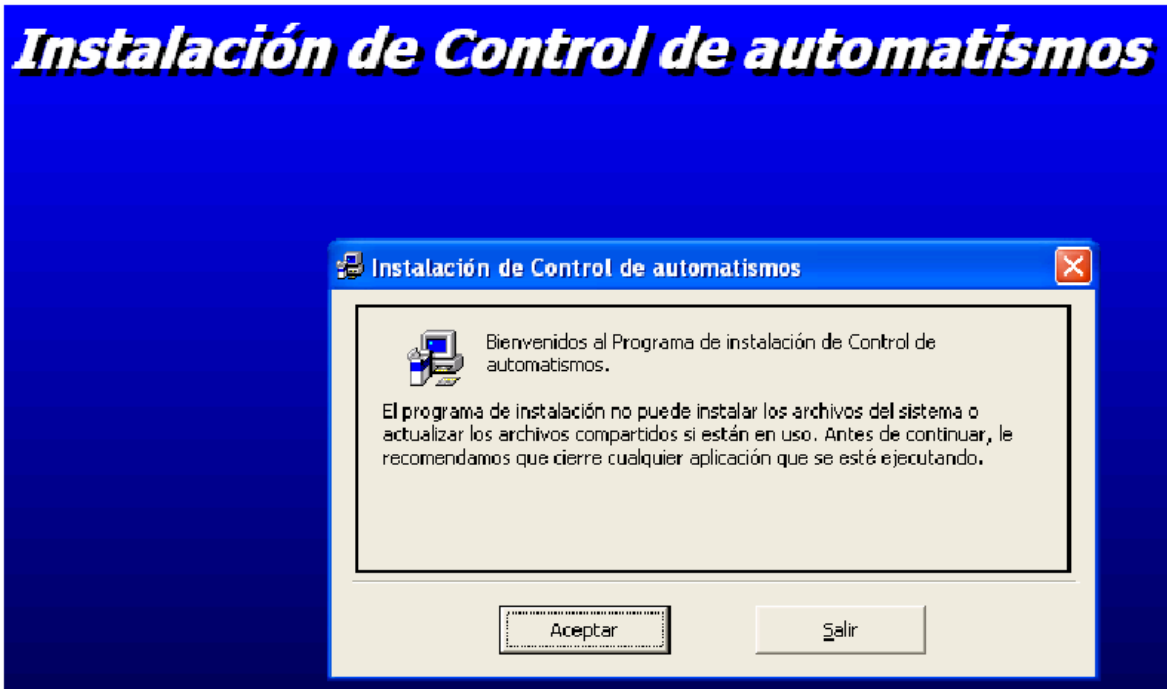 Instalación de Control de automatismos
Instalación de Control de automatismos
Bienvenidos al Programa de instalación de Control de
automatismos.
El programa de instalación no puede instalar los archivos del sistema o
actualizar los archivos compartidos si están en uso. Antes de continuar, le
recomendamos que cierre cualquier aplicación que se esté ejecutando.
Aceptar
Salir